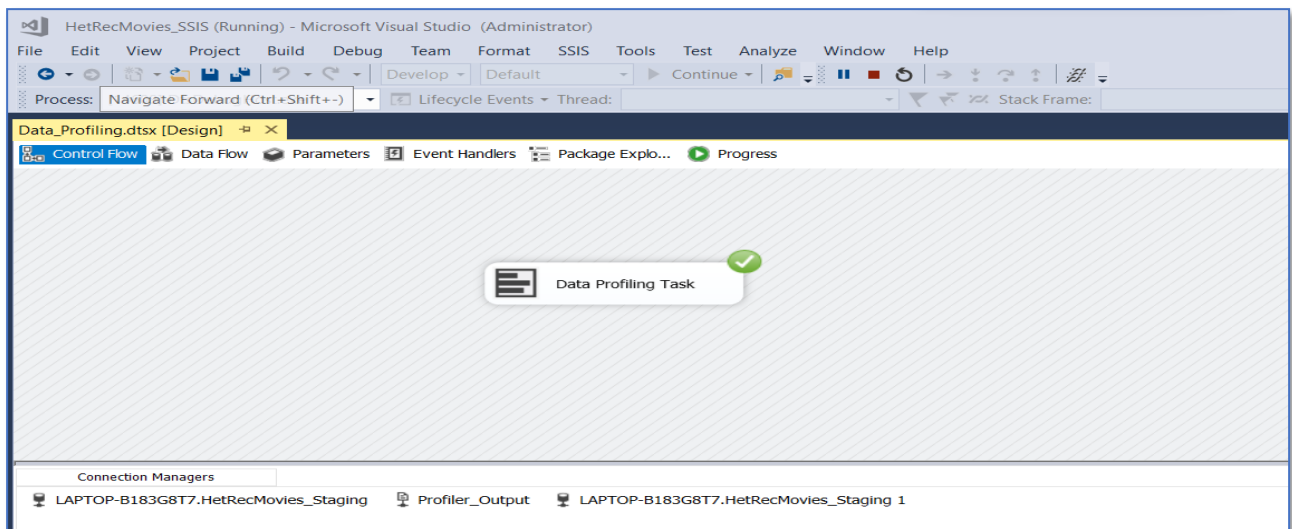 HetRecMovies_SSIS (Running) - Microsoft Visual Studio (Administrator)
File Edit View Project Build Debug Team Format SSIS Tools Test Analyze Window Help
Develop Default Continue
Process: Navigate Forward (Ctrl+Shift+-) Lifecycle Events Thread: Stack Frame:
Data_Profiling.dtsx [Design]
Control Flow Data Flow Parameters Event Handlers Package Explo... Progress
Data Profiling Task
Connection Managers
LAPTOP-B183G8T7.HetRecMovies_Staging Profiler_Output LAPTOP-B183G8T7.HetRecMovies_Staging 1